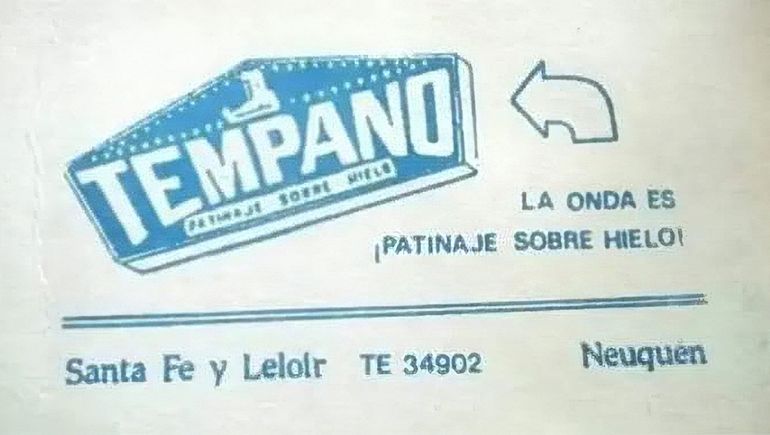 TEMPANO
PATINAJE SOBRE HIELO
LA ONDA ES
¡PATINAJE SOBRE HIELO!
Santa Fe y Leloir TE 34902 Neuquén